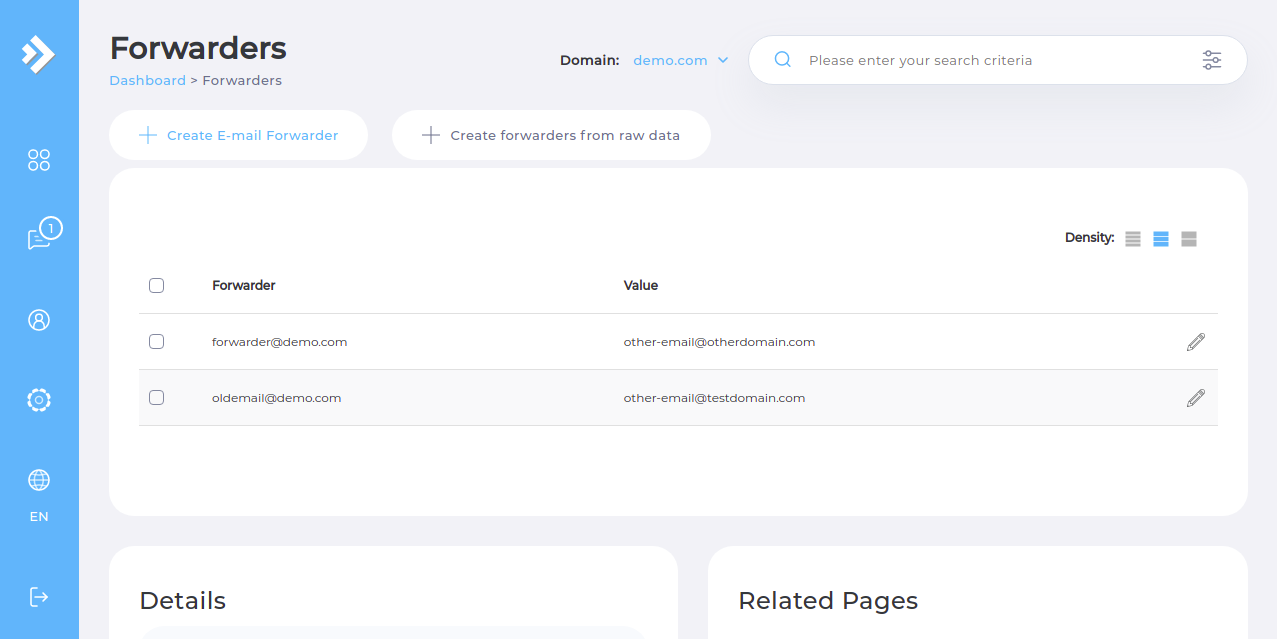 Forwarders
Dashboard > Forwarders
Domain: demo.com
Please enter your search criteria
Create E-mail Forwarder
Create forwarders from raw data
1
EN
Density:
Forwarder Value
forwarder@demo.com other-email@otherdomain.com
oldemail@demo.com other-email@testdomain.com
Details
Related Pages